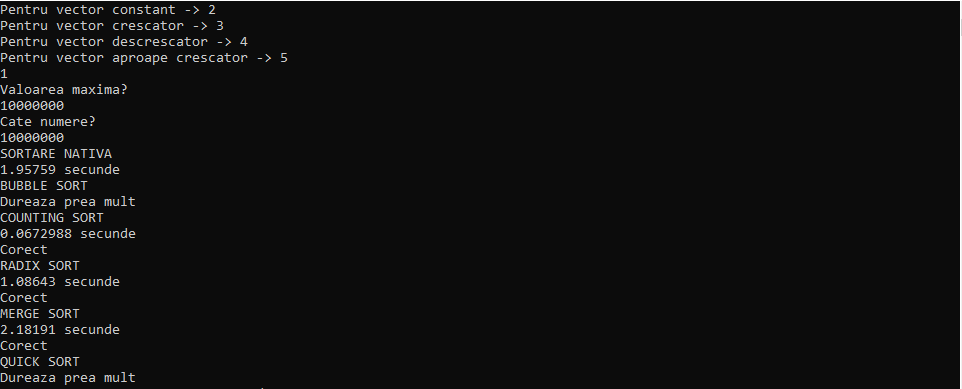 Pentru vector constant -> 2
Pentru vector crescator -> 3
Pentru vector descrescator -> 4
Pentru vector aproape crescator -> 5
1
Valoarea maxima?
10000000
Cate numere?
10000000
SORTARE NATIVA
1.95759 secunde
BUBBLE SORT
Dureaza prea mult
COUNTING SORT
0.0672988 secunde
Corect
RADIX SORT
1.08643 secunde
Corect
MERGE SORT
2.18191 secunde
Corect
QUICK SORT
Dureaza prea mult